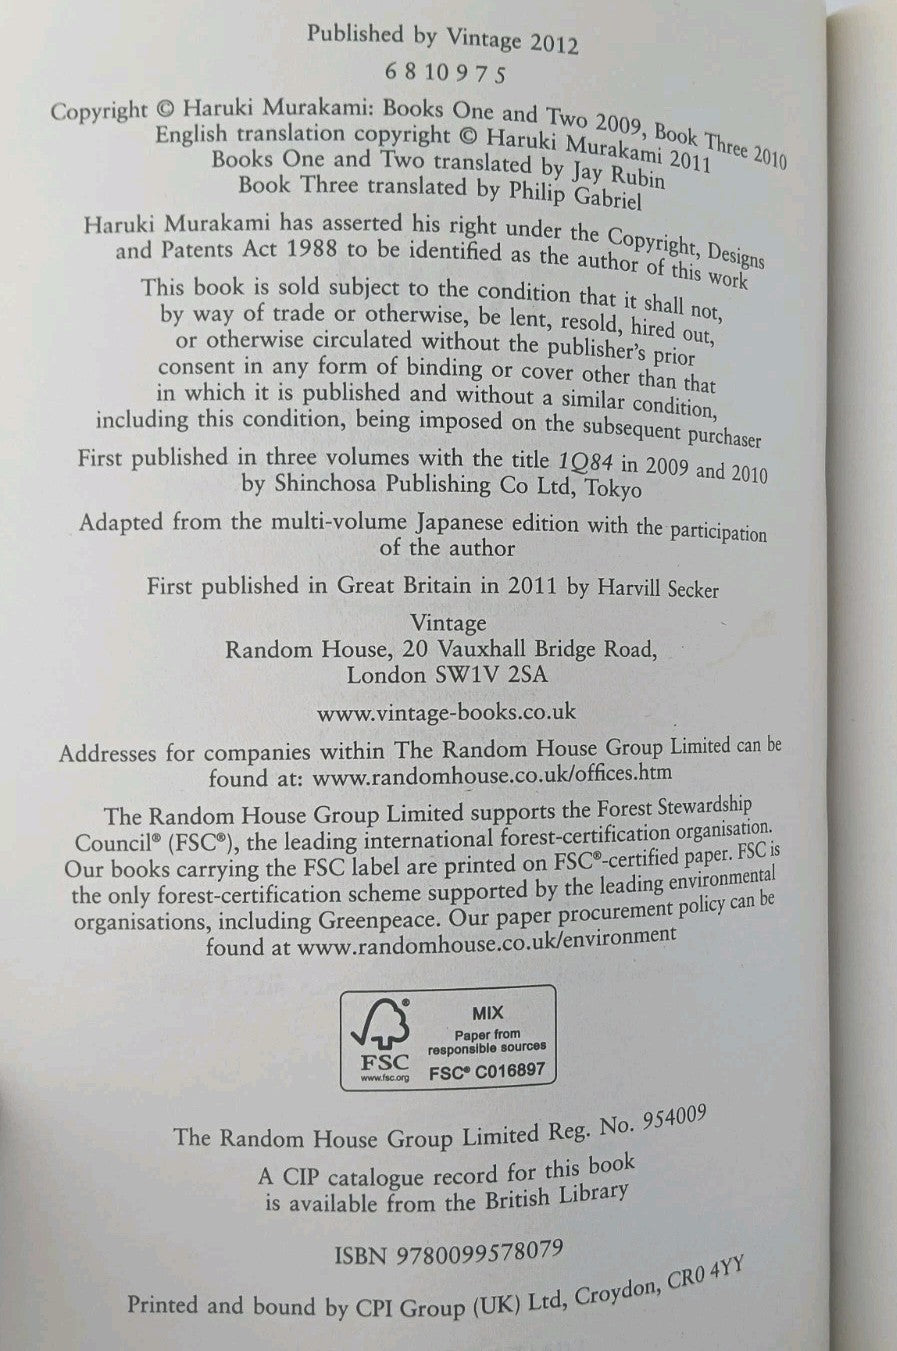 Published by Vintage 2012
6 8 10 9 7 5
Copyright © Haruki Murakami: Books One and Two 2009, Book Three 2010
English translation copyright © Haruki Murakami 2011
Books One and Two translated by Jay Rubin
Book Three translated by Philip Gabriel
Haruki Murakami has asserted his right under the Copyright, Designs
and Patents Act 1988 to be identified as the author of this work
This book is sold subject to the condition that it shall not,
by way of trade or otherwise, be lent, resold, hired out,
or otherwise circulated without the publisher's prior
consent in any form of binding or cover other than that
in which it is published and without a similar condition,
including this condition, being imposed on the subsequent purchaser
First published in three volumes with the title 1Q84 in 2009 and 2010
by Shinchosa Publishing Co Ltd, Tokyo
Adapted from the multi-volume Japanese edition with the participation
of the author
First published in Great Britain in 2011 by Harvill Secker
Vintage
Random House, 20 Vauxhall Bridge Road,
London SW1V 2SA
www.vintage-books.co.uk
Addresses for companies within The Random House Group Limited can be
found at: www.randomhouse.co.uk/offices.htm
The Random House Group Limited supports the Forest Stewardship
Council® (FSC®), the leading international forest-certification organisation.
Our books carrying the FSC label are printed on FSC®-certified paper. FSC is
the only forest-certification scheme supported by the leading environmental
organisations, including Greenpeace. Our paper procurement policy can be
found at www.randomhouse.co.uk/environment
®
FSC
www.fsc.org
MIX
Paper from
responsible sources
FSC® C016897
The Random House Group Limited Reg. No. 954009
A CIP catalogue record for this book
is available from the British Library
ISBN 9780099578079
Printed and bound by CPI Group (UK) Ltd, Croydon, CR0 4YY